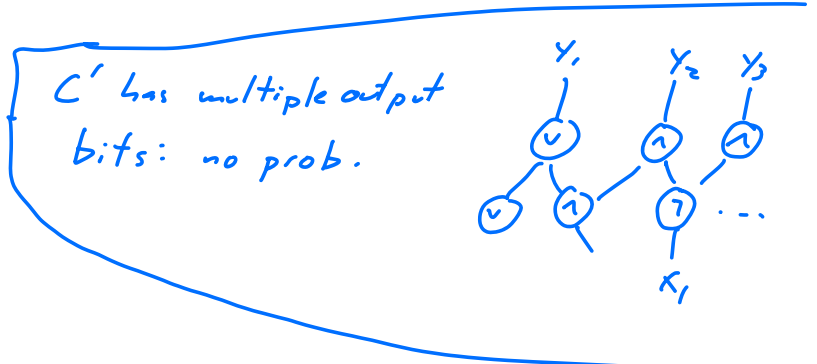 C' has multiple output
bits: no prob.
y₁ y₂ y₃
∨ ∧ ∧
∨ ∧ ¬ ...
x₁